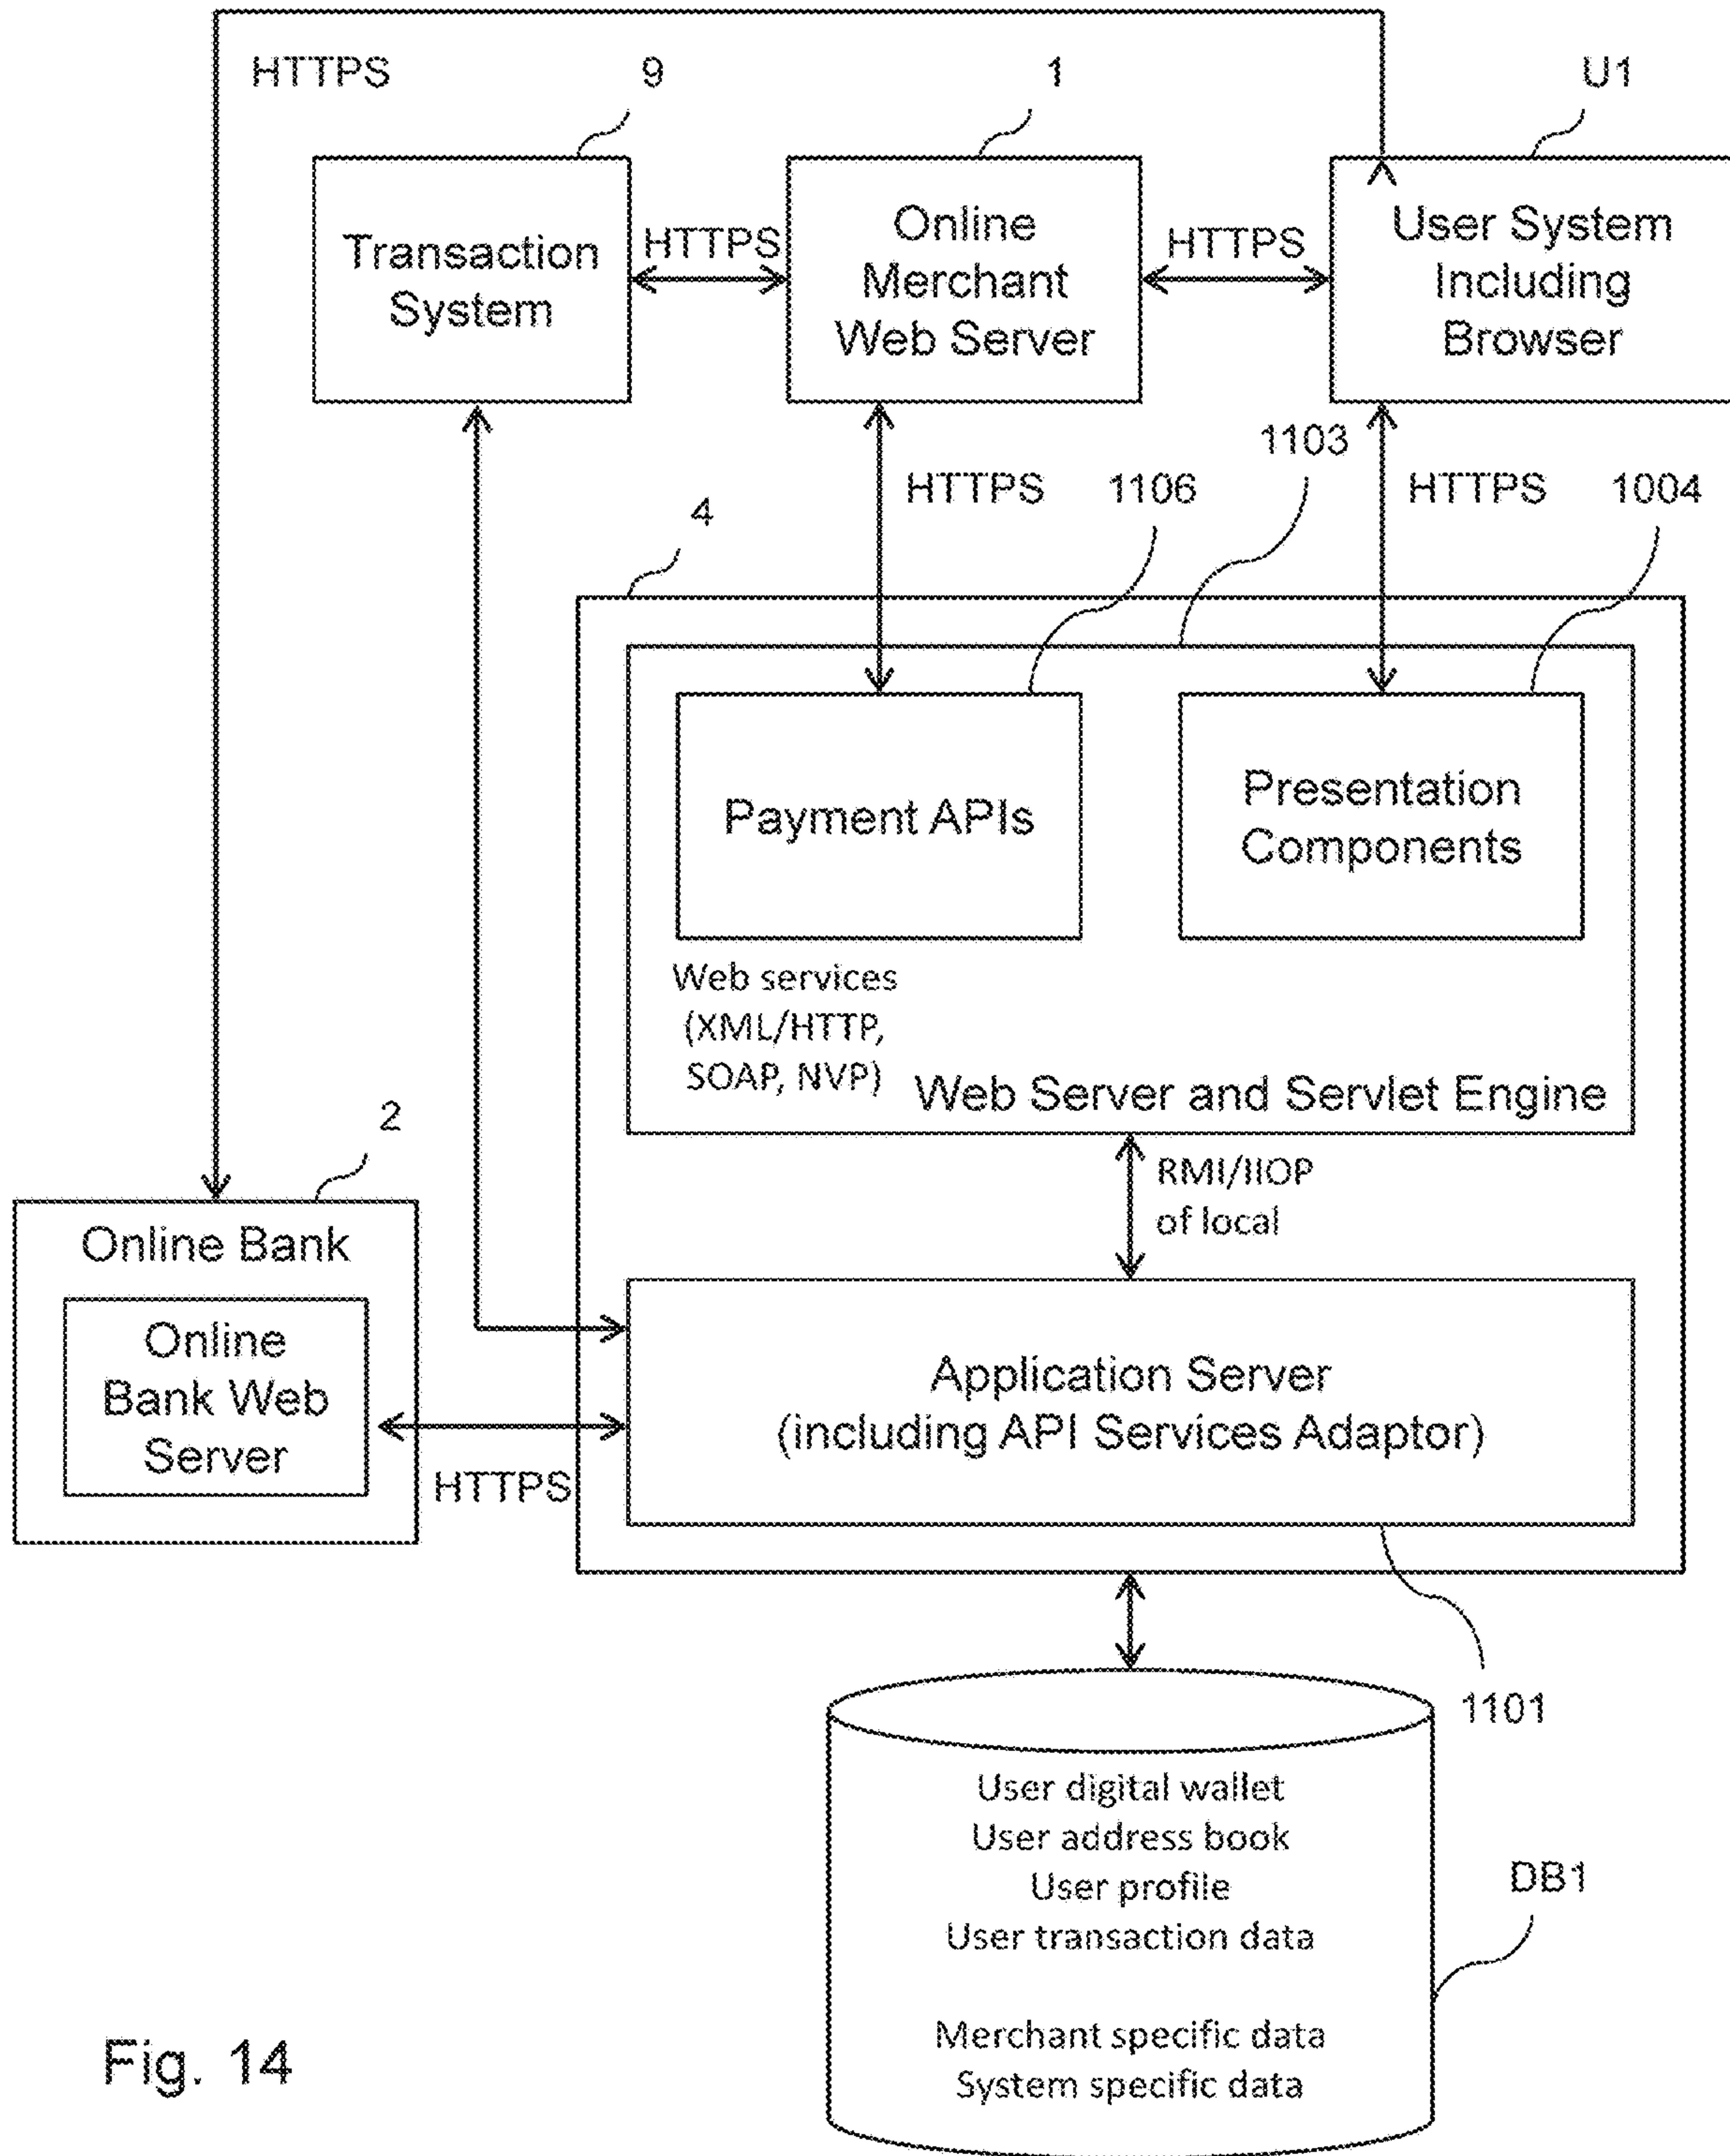 HTTPS
9
1
U1
Transaction
System
HTTPS
Online
Merchant
Web Server
HTTPS
User System
Including
Browser
1103
HTTPS
1106
HTTPS
1004
4
Payment APIs
Presentation
Components
Web services
(XML/HTTP,
SOAP, NVP)
Web Server and Servlet Engine
2
RMI/IIOP
of local
Online Bank
Online
Bank Web
Server
HTTPS
Application Server
(including API Services Adaptor)
1101
User digital wallet
User address book
User profile
User transaction data
DB1
Merchant specific data
System specific data
Fig. 14